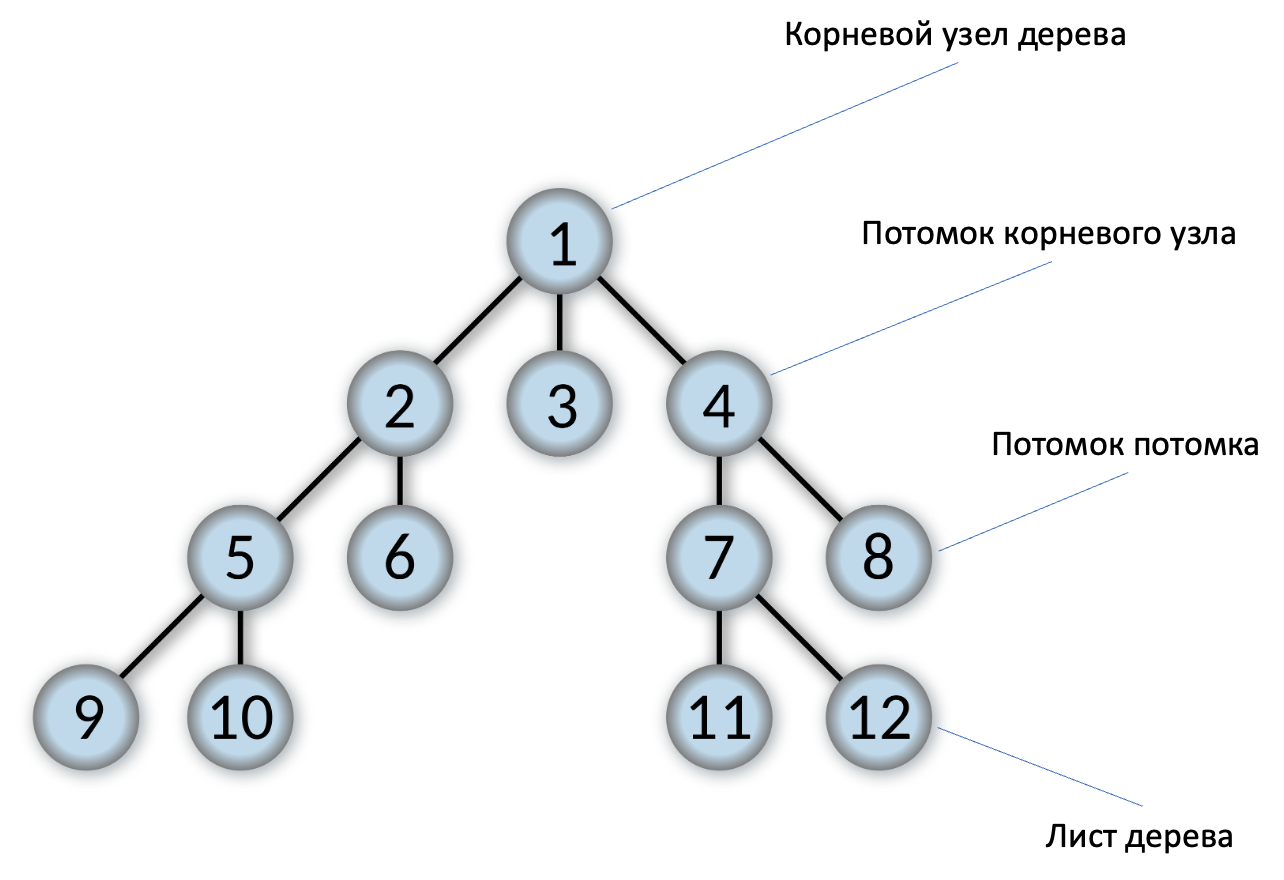 Корневой узел дерева
1
Потомок корневого узла
2 3 4
Потомок потомка
5 6 7 8
9 10 11 12
Лист дерева